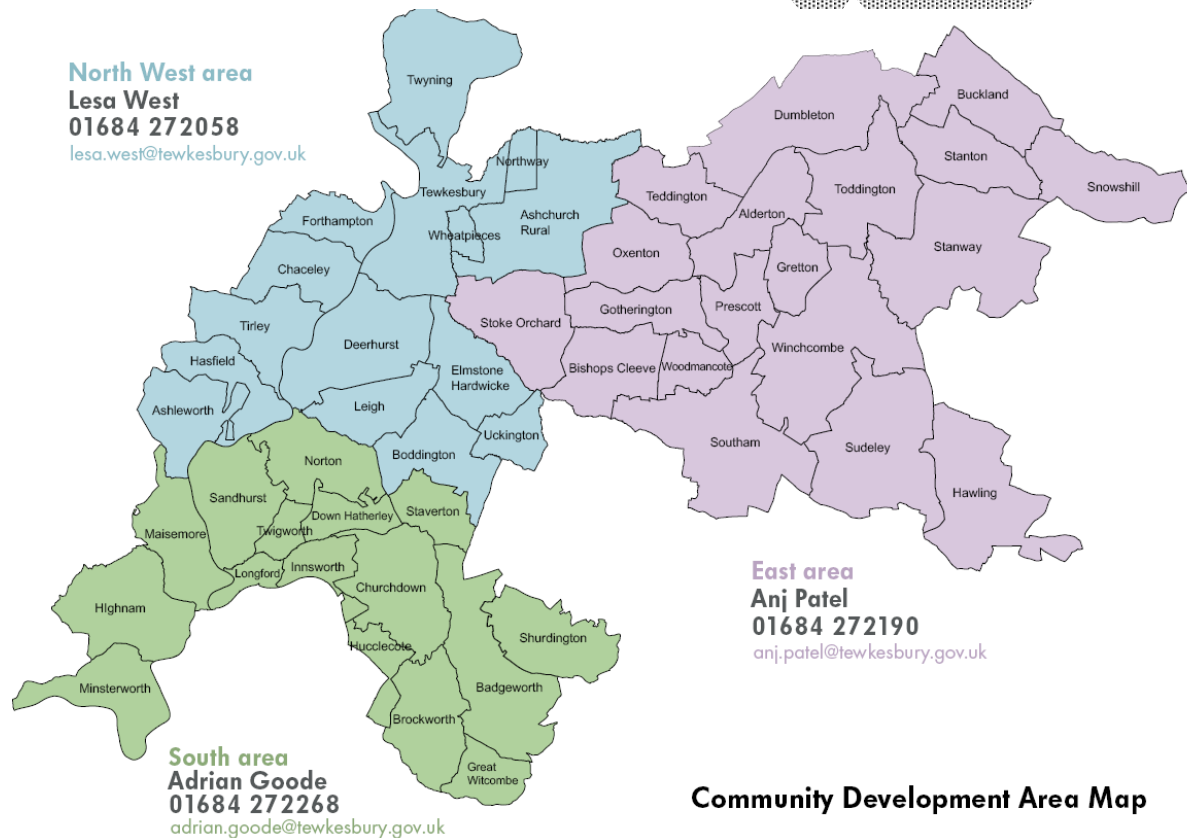 North West area
Lesa West
01684 272058
lesa.west@tewkesbury.gov.uk
Twyning
Northway
Tewkesbury
Forthampton
Wheatpieces
Ashchurch
Rural
Chaceley
Tirley
Deerhurst
Hasfield
Elmstone
Hardwicke
Ashleworth
Leigh
Uckington
Boddington
Buckland
Dumbleton
Stanton
Snowshill
Teddington
Toddington
Alderton
Stanway
Oxenton
Gretton
Gotherington
Prescott
Stoke Orchard
Winchcombe
Bishops Cleeve
Woodmancote
Southam
Sudeley
Hawling
East area
Anj Patel
01684 272190
anj.patel@tewkesbury.gov.uk
Norton
Sandhurst
Down Hatherley
Staverton
Maisemore
Twigworth
Longford
Innsworth
Churchdown
HIghnam
Shurdington
Hucclecote
Minsterworth
Badgeworth
Brockworth
Great
Witcombe
South area
Adrian Goode
01684 272268
adrian.goode@tewkesbury.gov.uk
Community Development Area Map